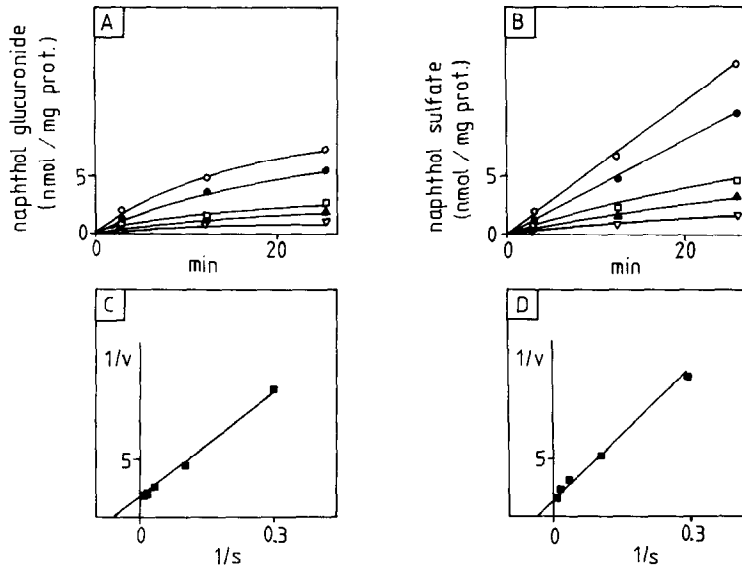 A
naphthol glucuronide
(nmol / mg prot.)
5
0
0
20
min
B
naphthol sulfate
(nmol / mg prot.)
5
0
0
20
min
C
1/v
5
0
0.3
1/s
D
1/v
5
0
0.3
1/s